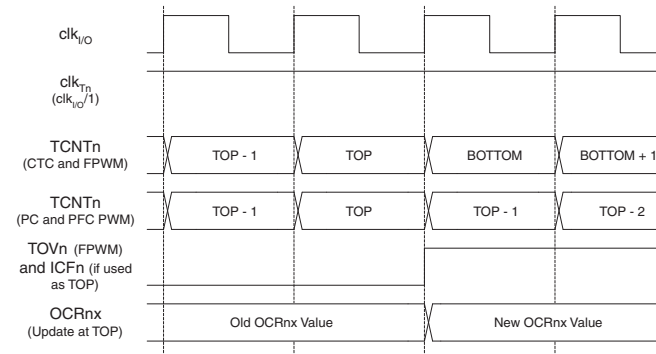 clkI/O
clkTn
(clkI/O/1)
TCNTn
(CTC and FPWM)
TOP - 1
TOP
BOTTOM
BOTTOM + 1
TCNTn
(PC and PFC PWM)
TOP - 1
TOP
TOP - 1
TOP - 2
TOVn (FPWM)
and ICFn (if used
as TOP)
OCRnx
(Update at TOP)
Old OCRnx Value
New OCRnx Value